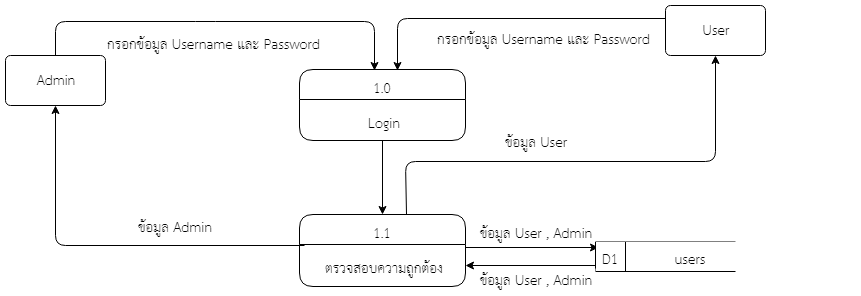 User
กรอกข้อมูล Username และ Password
กรอกข้อมูล Username และ Password
Admin
1.0
Login
ข้อมูล User
ข้อมูล Admin
1.1
ตรวจสอบความถูกต้อง
ข้อมูล User , Admin
D1
users
ข้อมูล User , Admin